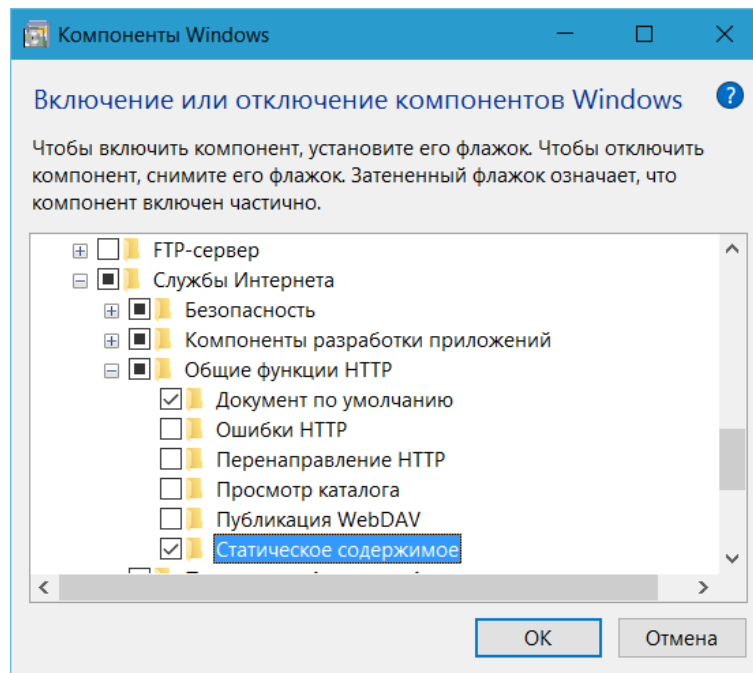 Компоненты Windows
Включение или отключение компонентов Windows
?
Чтобы включить компонент, установите его флажок. Чтобы отключить
компонент, снимите его флажок. Затененный флажок означает, что
компонент включен частично.
FTP-сервер
Службы Интернета
Безопасность
Компоненты разработки приложений
Общие функции HTTP
Документ по умолчанию
Ошибки HTTP
Перенаправление HTTP
Просмотр каталога
Публикация WebDAV
Статическое содержимое
OK
Отмена